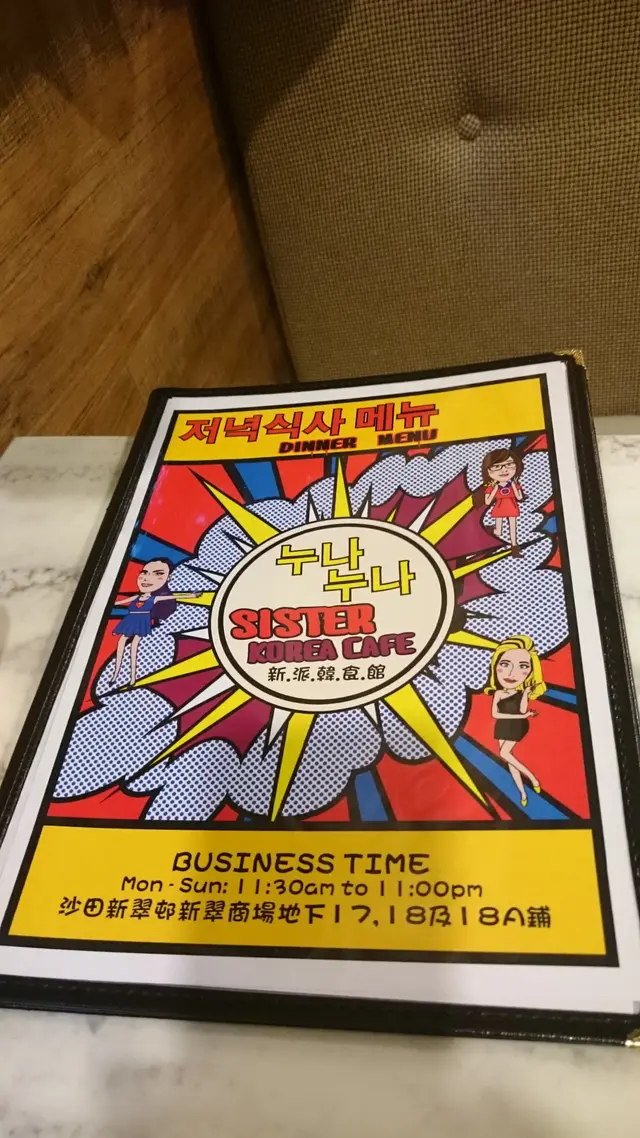 저녁식사 메뉴
DINNER MENU
누나
누나
SISTER
KOREA CAFE
新.派.韓.食.館
BUSINESS TIME
Mon - Sun: 11:30am to 11:00pm
沙田新翠邨新翠商場地下17,18及18A鋪